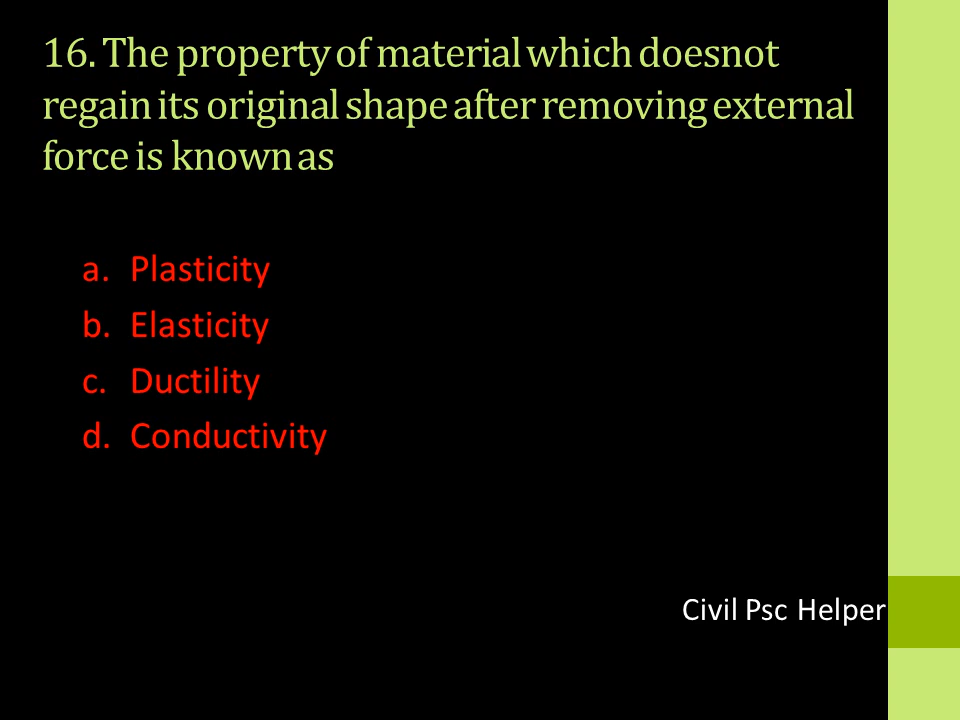 16. The property of material which doesnot
regain its original shape after removing external
force is known as
a. Plasticity
b. Elasticity
c. Ductility
d. Conductivity
Civil Psc Helper